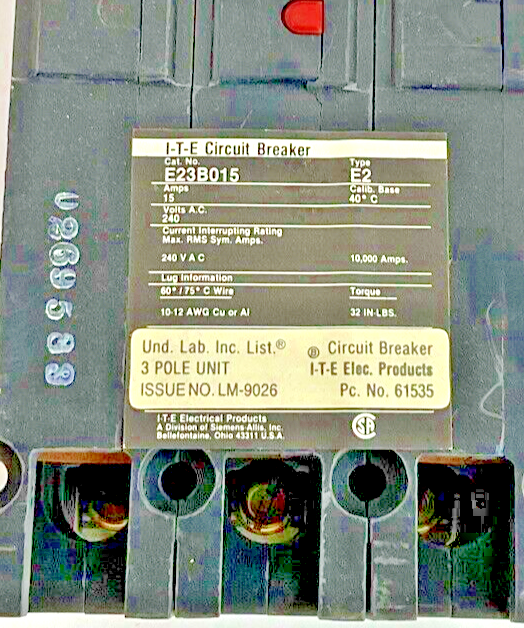 I-T-E Circuit Breaker
Cat. No. Type
E23B015 E2
Amps Calib. Base
15 40° C
Volts A.C.
240
Current Interrupting Rating
Max. RMS Sym. Amps.
240 V A C 10,000 Amps.
Lug Information
60°/75° C Wire Torque
10-12 AWG Cu or Al 32 IN-LBS.
Und. Lab. Inc. List.® ® Circuit Breaker
3 POLE UNIT I-T-E Elec. Products
ISSUE NO. LM-9026 Pc. No. 61535
I-T-E Electrical Products
A Division of Siemens-Allis, Inc.
Bellefontaine, Ohio 43311 U.S.A.